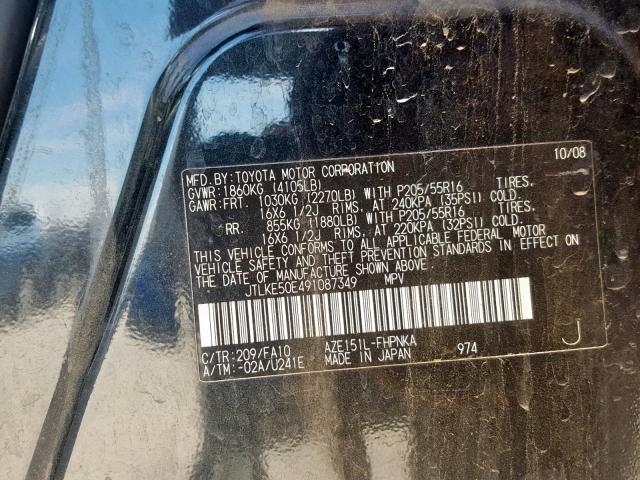 MFD.BY:TOYOTA MOTOR CORPORATION 10/08
GVWR:1860KG (4105LB)
GAWR:FRT. 1030KG (2270LB) WITH P205/55R16 TIRES,
16X6 1/2J RIMS, AT 240KPA (35PSI) COLD.
RR. 855KG (1880LB) WITH P205/55R16 TIRES,
16X6 1/2J RIMS, AT 220KPA (32PSI) COLD.
THIS VEHICLE CONFORMS TO ALL APPLICABLE FEDERAL MOTOR
VEHICLE SAFETY AND THEFT PREVENTION STANDARDS IN EFFECT ON
THE DATE OF MANUFACTURE SHOWN ABOVE.
JTLKE50E491087349 MPV
C/TR:209/FA10 AZE151L-FHPNKA J
A/TM:-02A/U241E MADE IN JAPAN 974